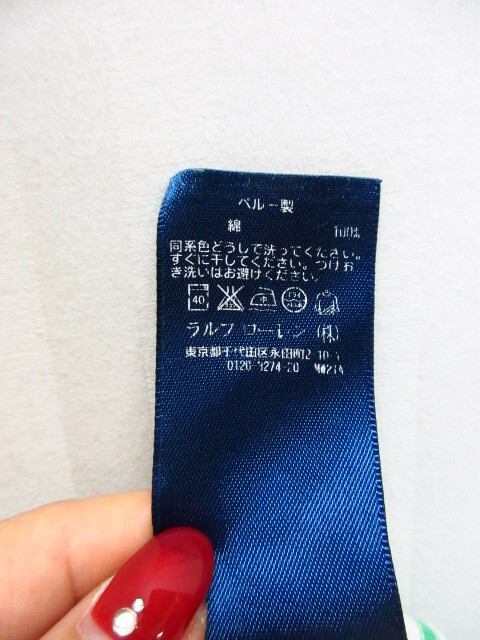 ペルー製
綿 100%
同系色どうしで洗ってください。
すぐに干してください。つけお
き洗いはお避けください。
40
ラルフ ローレン (株)
東京都千代田区永田町2-10-3
0120-3274-20